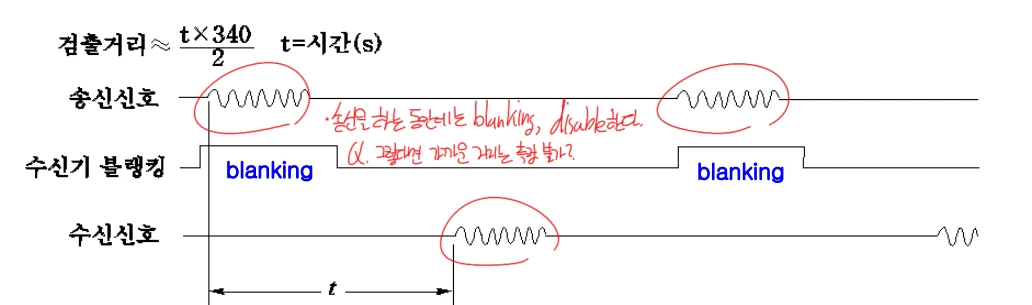 검출거리≈ t×340/2 t=시간(s)
송신신호
·송신을 하는 동안에는 blanking, disable한다.
Q. 그렇다면 가까운 거리는 측량 불가?
수신기 블랭킹 blanking blanking
수신신호
t